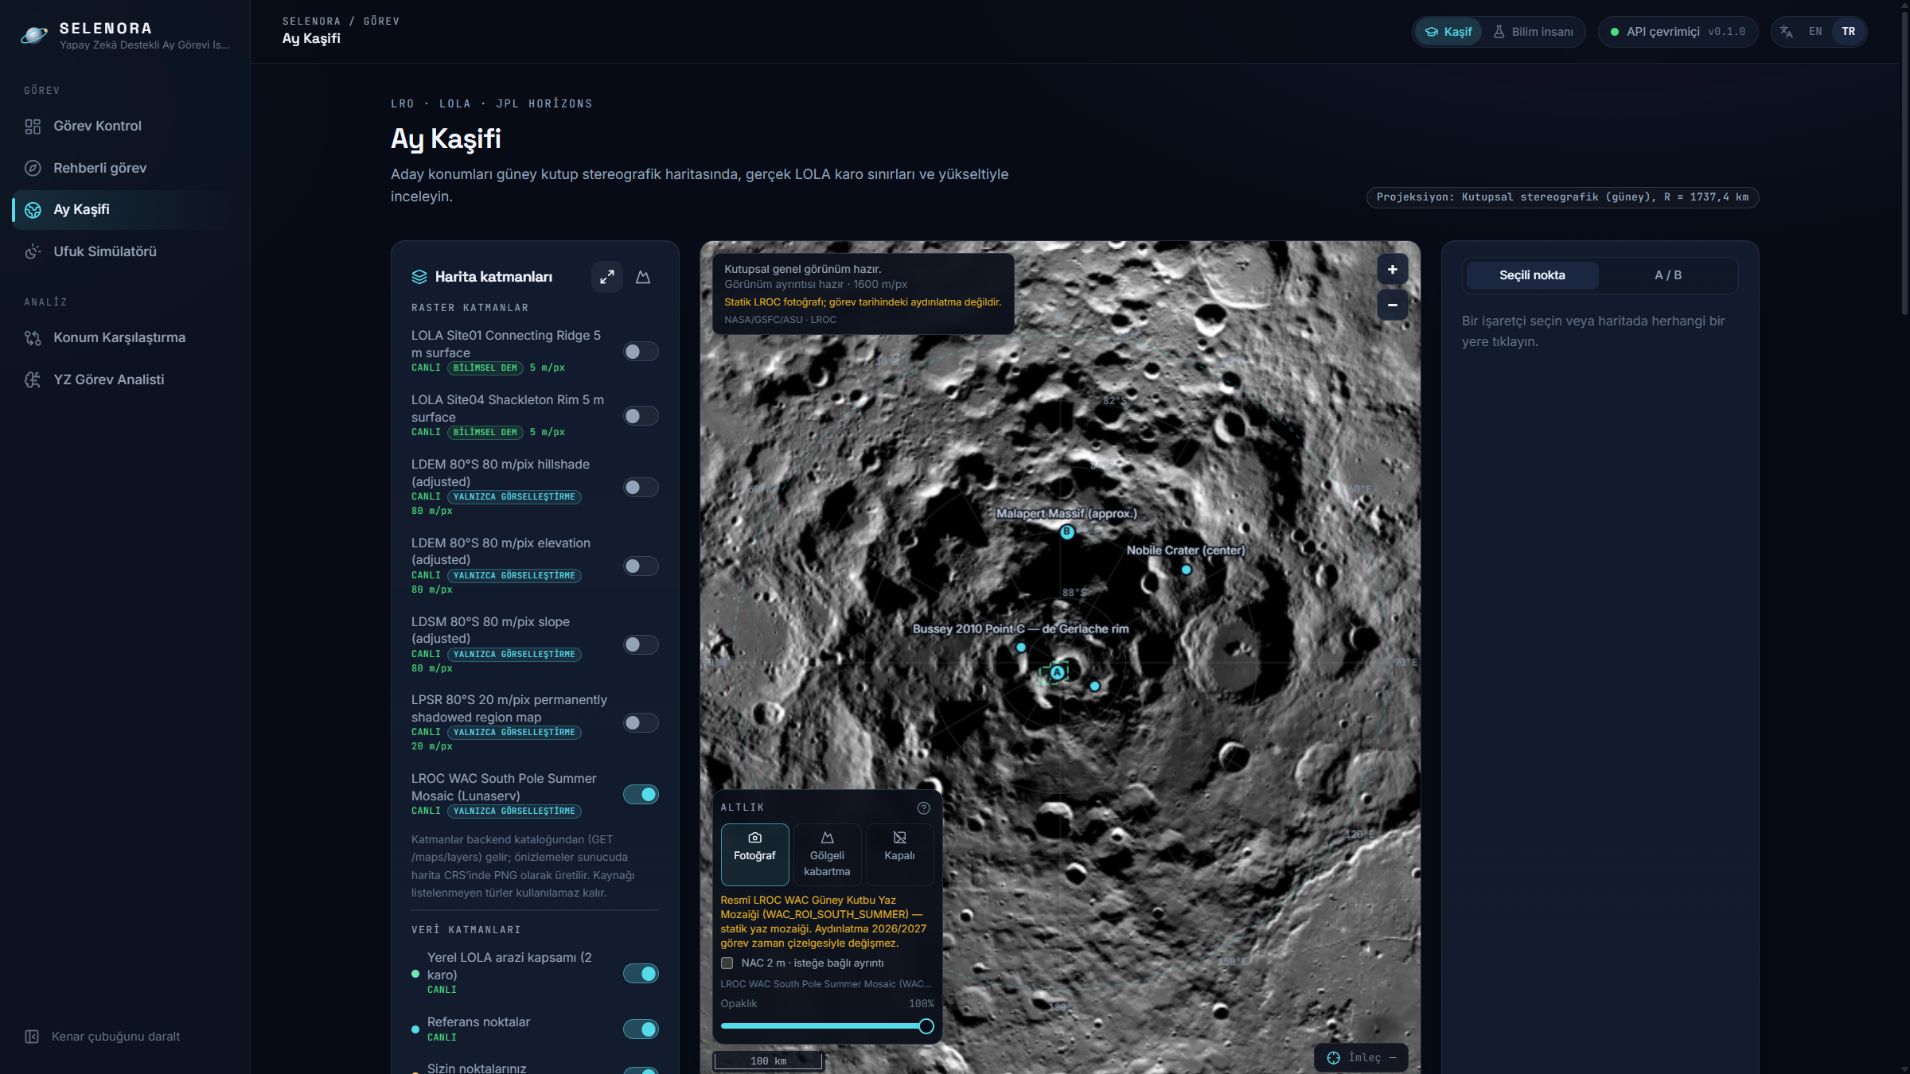 SELENORA
Yapay Zekâ Destekli Ay Görevi İs...
GÖREV
Görev Kontrol
Rehberli görev
Ay Kaşifi
Ufuk Simülatörü
ANALİZ
Konum Karşılaştırma
YZ Görev Analisti
Kenar çubuğunu daralt
SELENORA / GÖREV
Ay Kaşifi
Kaşif
Bilim insanı
API çevrimiçi v0.1.0
EN
TR
LRO · LOLA · JPL HORİZONS
Ay Kaşifi
Aday konumları güney kutup stereografik haritasında, gerçek LOLA karo sınırları ve yükseltiyle
inceleyin.
Projeksiyon: Kutupsal stereografik (güney), R = 1737,4 km
Harita katmanları
RASTER KATMANLAR
LOLA Site01 Connecting Ridge 5
m surface
CANLI BİLİMSEL DEM 5 m/px
LOLA Site04 Shackleton Rim 5 m
surface
CANLI BİLİMSEL DEM 5 m/px
LDEM 80°S 80 m/pix hillshade
(adjusted)
CANLI YALNIZCA GÖRSELLEŞTİRME
80 m/px
LDEM 80°S 80 m/pix elevation
(adjusted)
CANLI YALNIZCA GÖRSELLEŞTİRME
80 m/px
LDSM 80°S 80 m/pix slope
(adjusted)
CANLI YALNIZCA GÖRSELLEŞTİRME
80 m/px
LPSR 80°S 20 m/pix permanently
shadowed region map
CANLI YALNIZCA GÖRSELLEŞTİRME
20 m/px
LROC WAC South Pole Summer
Mosaic (Lunaserv)
CANLI YALNIZCA GÖRSELLEŞTİRME
Katmanlar backend kataloğundan (GET
/maps/layers) gelir; önizlemeler sunucuda
harita CRS'inde PNG olarak üretilir. Kaynağı
listelenmeyen türler kullanılamaz kalır.
VERİ KATMANLARI
Yerel LOLA arazi kapsamı (2
karo)
CANLI
Referans noktalar
CANLI
Sizin noktalarınız
Kutupsal genel görünüm hazır.
Görünüm ayrıntısı hazır · 1600 m/px
Statik LROC fotoğrafı; görev tarihindeki aydınlatma değildir.
NASA/GSFC/ASU · LROC
+
−
82°S
60°E
Malapert Massif (approx.)
B
Nobile Crater (center)
88°S
Bussey 2010 Point C — de Gerlache rim
A
90°E
120°E
150°E
180°
ALTLIK
Fotoğraf
Gölgeli
kabartma
Kapalı
Resmî LROC WAC Güney Kutbu Yaz
Mozaiği (WAC_ROI_SOUTH_SUMMER) —
statik yaz mozaiği. Aydınlatma 2026/2027
görev zaman çizelgesiyle değişmez.
NAC 2 m · isteğe bağlı ayrıntı
LROC WAC South Pole Summer Mosaic (WAC...
Opaklık 100%
100 km
İmleç —
Seçili nokta
A / B
Bir işaretçi seçin veya haritada herhangi bir
yere tıklayın.